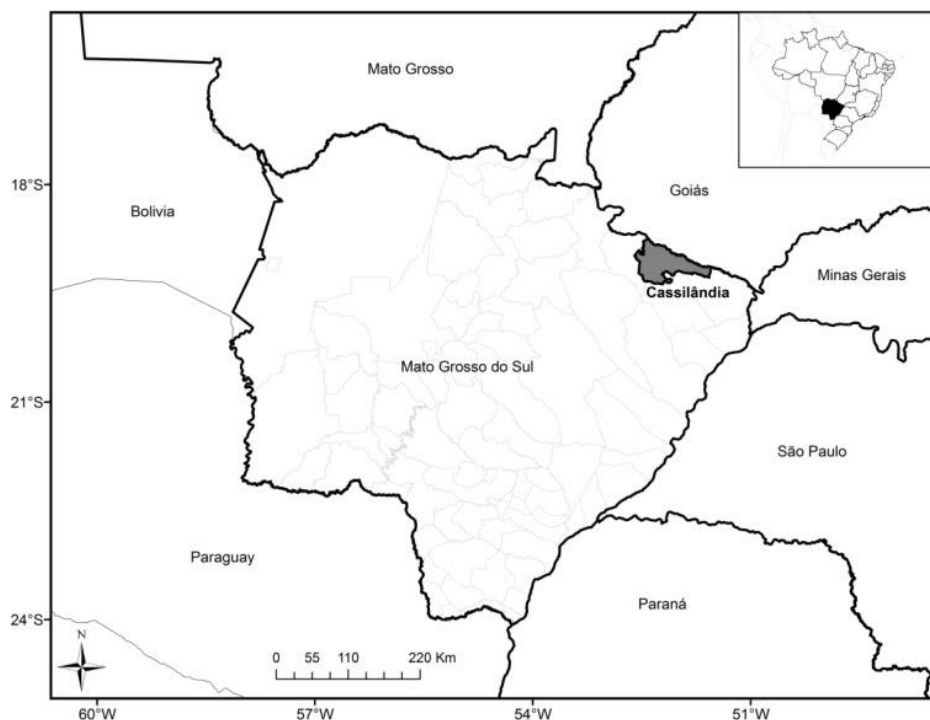 Mato Grosso
Goiás
18°S
Bolivia
Minas Gerais
Cassilândia
Mato Grosso do Sul
21°S
São Paulo
Paraguay
Paraná
24°S
N
0 55 110 220 Km
60°W 57°W 54°W 51°W